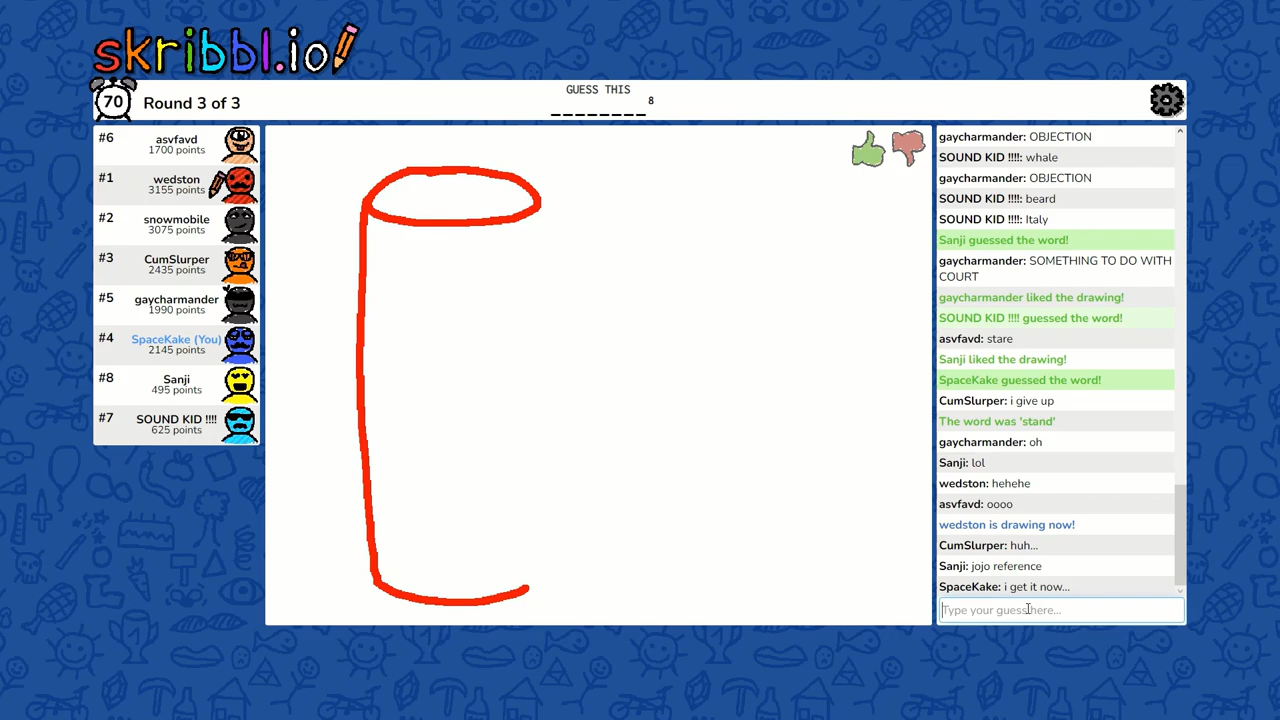 skribbl.io
70
Round 3 of 3
GUESS THIS
________ 8
#6 asvfavd
1700 points
#1 wedston
3155 points
#2 snowmobile
3075 points
#3 CumSlurper
2435 points
#5 gaycharmander
1990 points
#4 SpaceKake (You)
2145 points
#8 Sanji
495 points
#7 SOUND KID !!!!
625 points
gaycharmander: OBJECTION
SOUND KID !!!!: whale
gaycharmander: OBJECTION
SOUND KID !!!!: beard
SOUND KID !!!!: Italy
Sanji guessed the word!
gaycharmander: SOMETHING TO DO WITH
COURT
gaycharmander liked the drawing!
SOUND KID !!!! guessed the word!
asvfavd: stare
Sanji liked the drawing!
SpaceKake guessed the word!
CumSlurper: i give up
The word was 'stand'
gaycharmander: oh
Sanji: lol
wedston: hehehe
asvfavd: oooo
wedston is drawing now!
CumSlurper: huh...
Sanji: jojo reference
SpaceKake: i get it now...
Type your guess here...